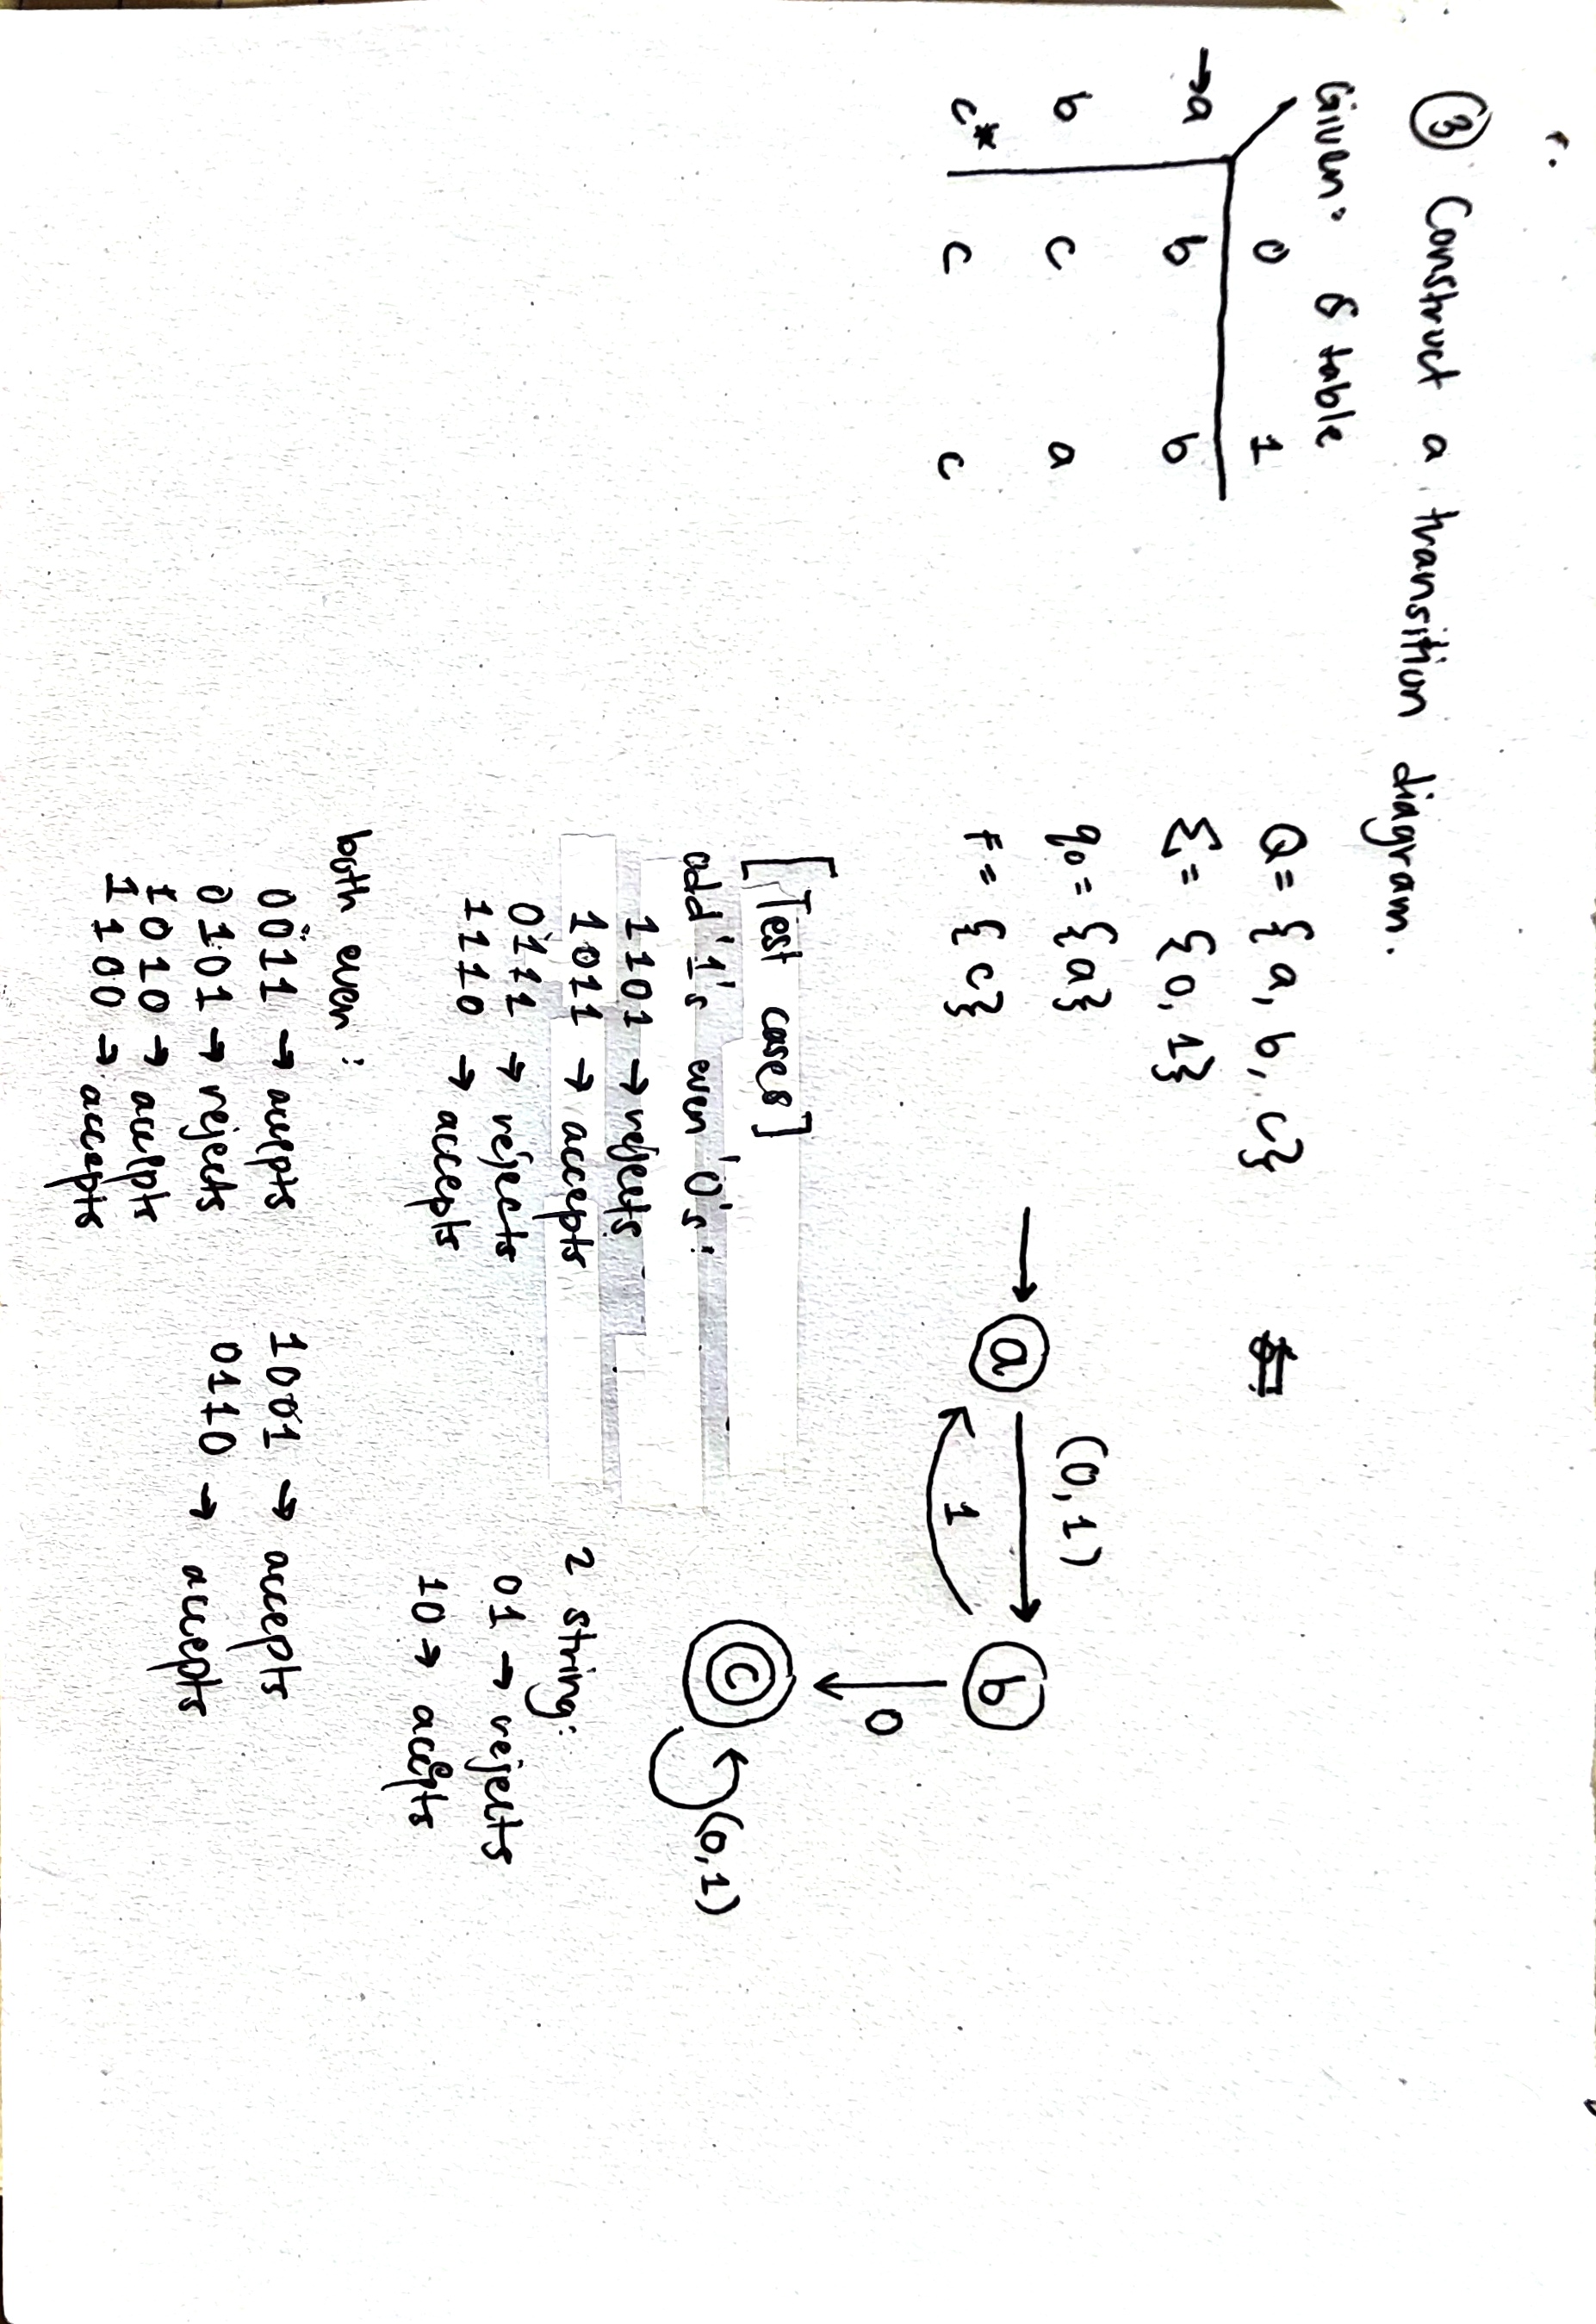 ③ Construct a transition diagram.
Given: δ table
0 1
→a b b
b c a
c* c c
Q = {a, b, c}
Σ = {0, 1}
q₀ = {a}
F = {c}
a
(0,1)
1
b
0
c
(0,1)
[Test cases]
odd '1's even '0's:
1101 → rejects
1011 → accepts
0111 → rejects
1110 → accepts
2 string:
01 → rejects
10 → accepts
both even:
0011 → accepts
0101 → rejects
1010 → accepts
1100 → accepts
1001 → accepts
0110 → accepts